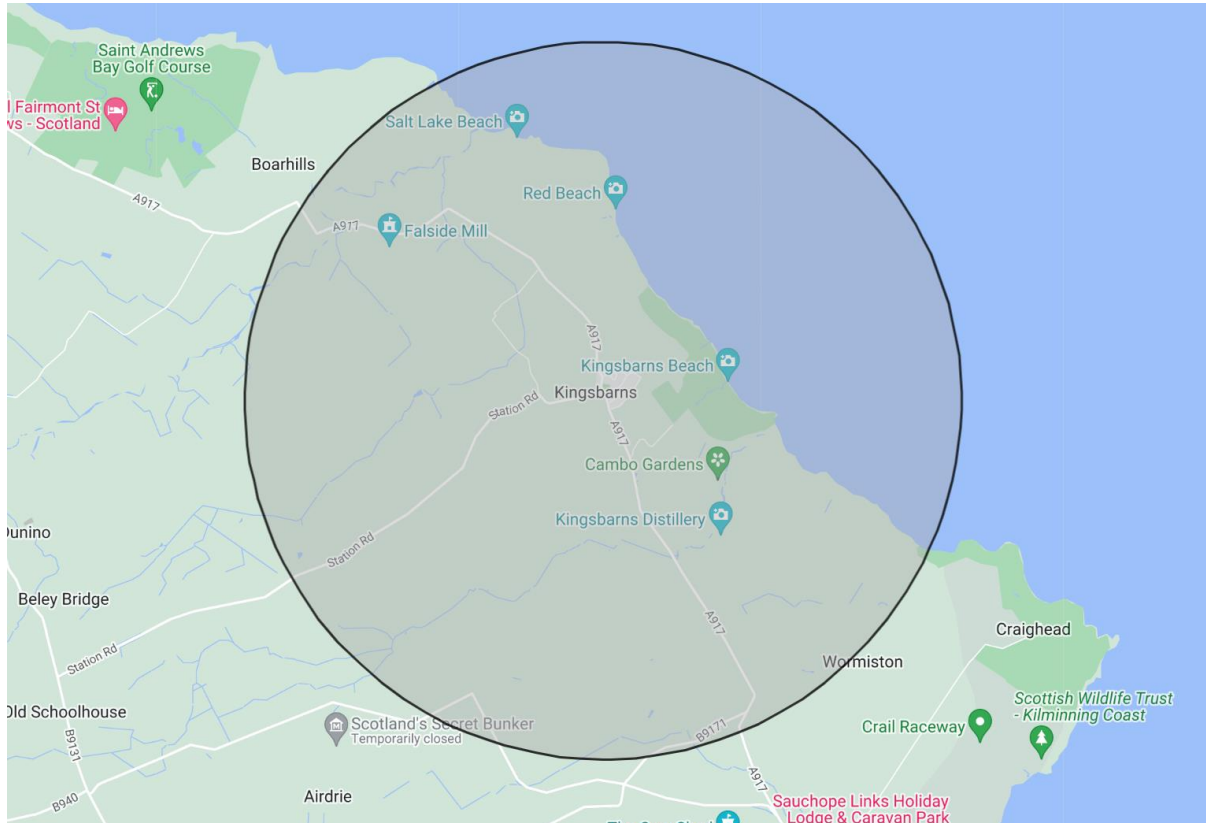 Saint Andrews
Bay Golf Course
l Fairmont St
ws - Scotland
Salt Lake Beach
Boarhills
Red Beach
A917
A917
Falside Mill
A917
Kingsbarns Beach
Kingsbarns
Station Rd
A917
Cambo Gardens
Kingsbarns Distillery
Dunino
Station Rd
Beley Bridge
A917
Craighead
Station Rd
Wormiston
Old Schoolhouse
Scottish Wildlife Trust
- Kilminning Coast
Scotland's Secret Bunker
Temporarily closed
Crail Raceway
B9171
B9131
A917
Airdrie
B940
Sauchope Links Holiday
Lodge & Caravan Park